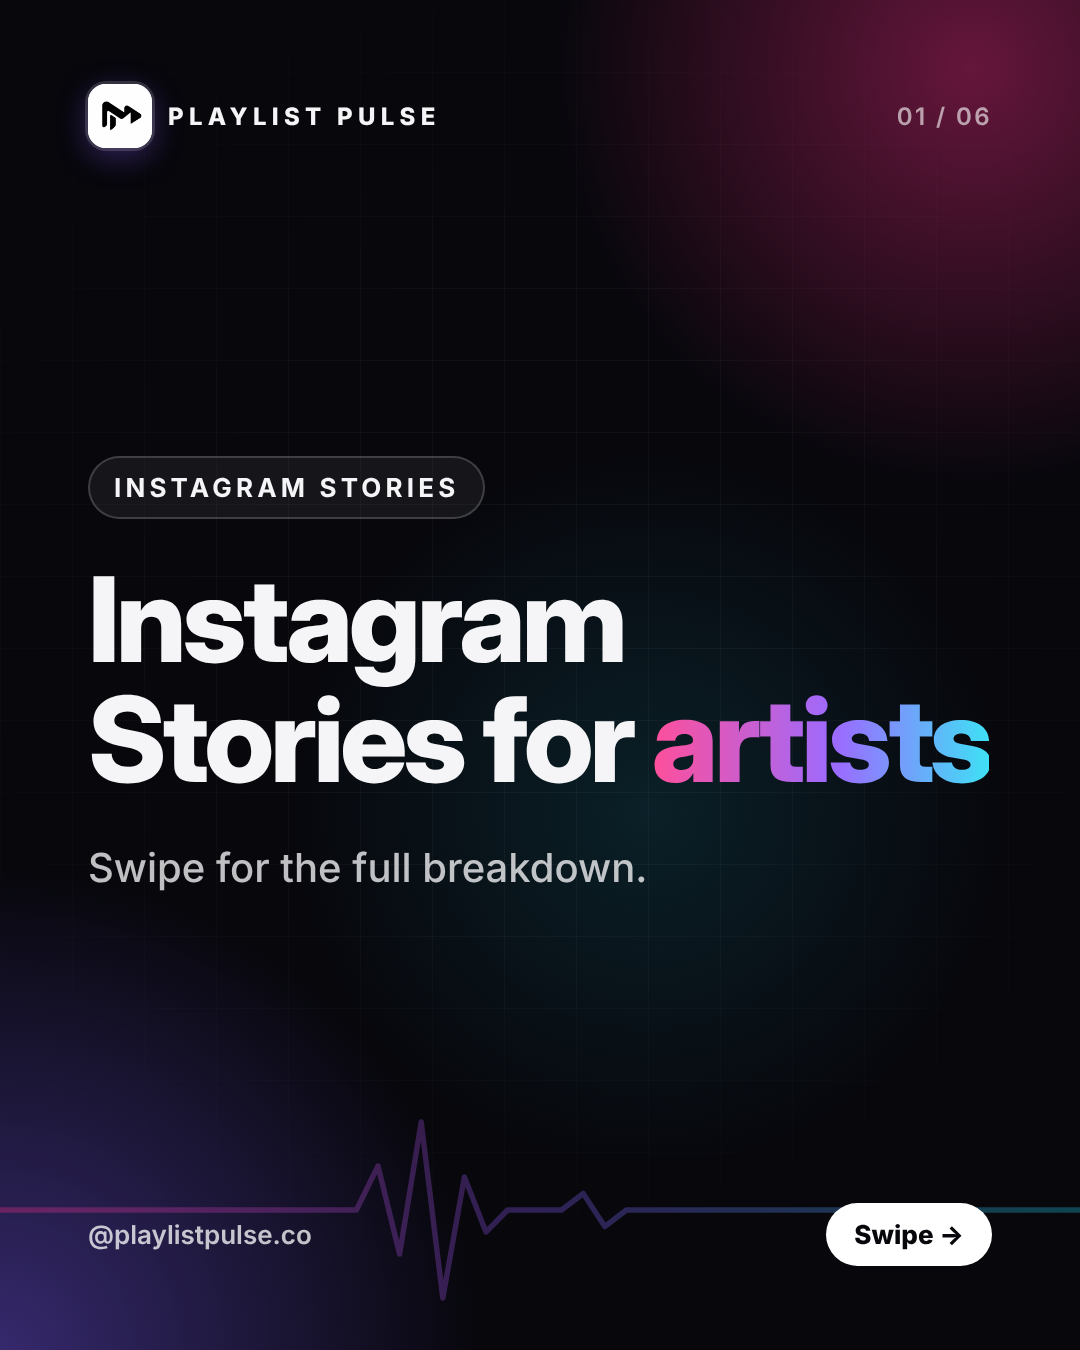 PLAYLIST PULSE
01 / 06
INSTAGRAM STORIES
Instagram
Stories for artists
Swipe for the full breakdown.
@playlistpulse.co
Swipe →